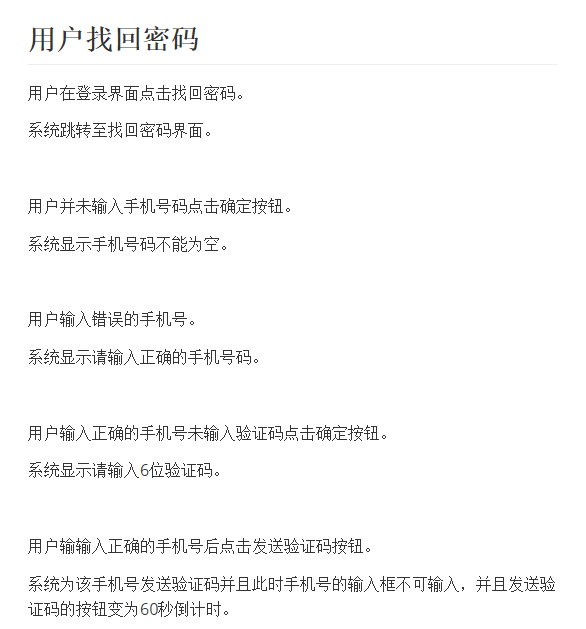 用户找回密码
用户在登录界面点击找回密码。
系统跳转至找回密码界面。
用户并未输入手机号码点击确定按钮。
系统显示手机号码不能为空。
用户输入错误的手机号。
系统显示请输入正确的手机号码。
用户输入正确的手机号未输入验证码点击确定按钮。
系统显示请输入6位验证码。
用户输输入正确的手机号后点击发送验证码按钮。
系统为该手机号发送验证码并且此时手机号的输入框不可输入，并且发送验
证码的按钮变为60秒倒计时。